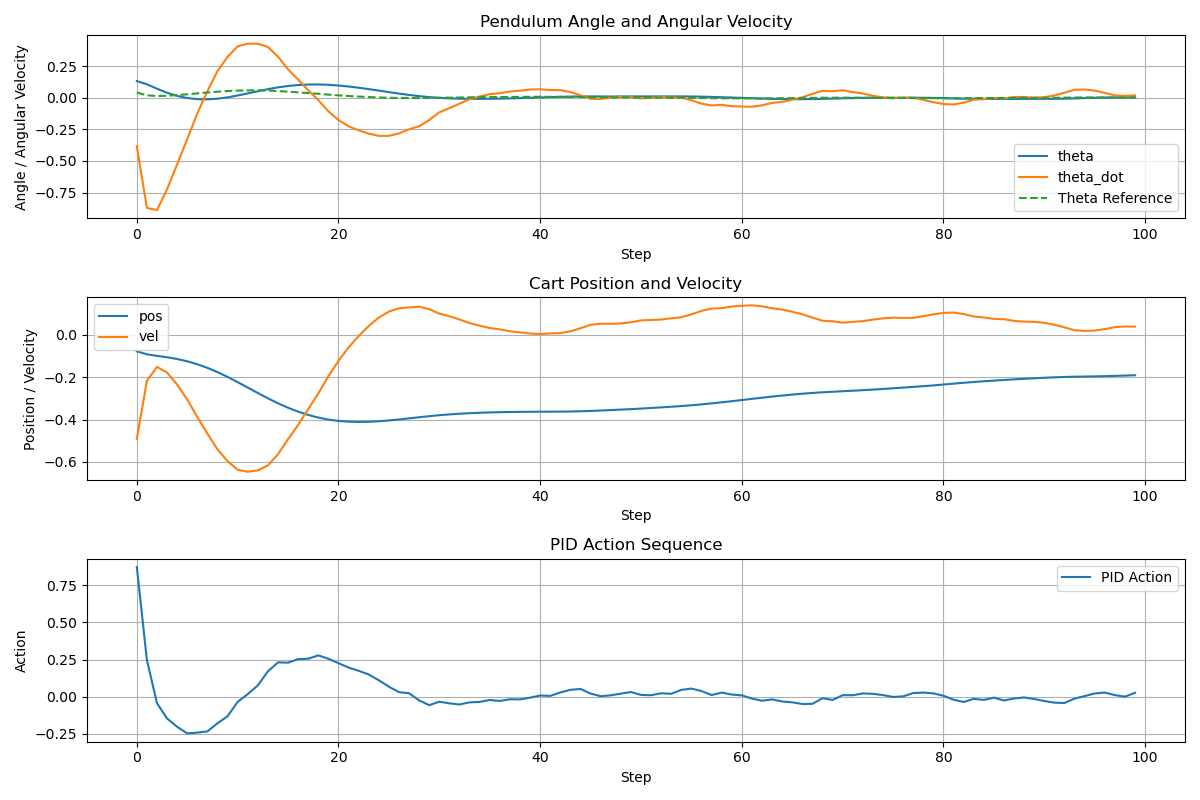 Pendulum Angle and Angular Velocity
Angle / Angular Velocity
0.25
0.00
−0.25
−0.50
−0.75
theta
theta_dot
Theta Reference
0
20
40
60
80
100
Step
Cart Position and Velocity
Position / Velocity
0.0
−0.2
−0.4
−0.6
pos
vel
0
20
40
60
80
100
Step
PID Action Sequence
Action
0.75
0.50
0.25
0.00
−0.25
PID Action
0
20
40
60
80
100
Step